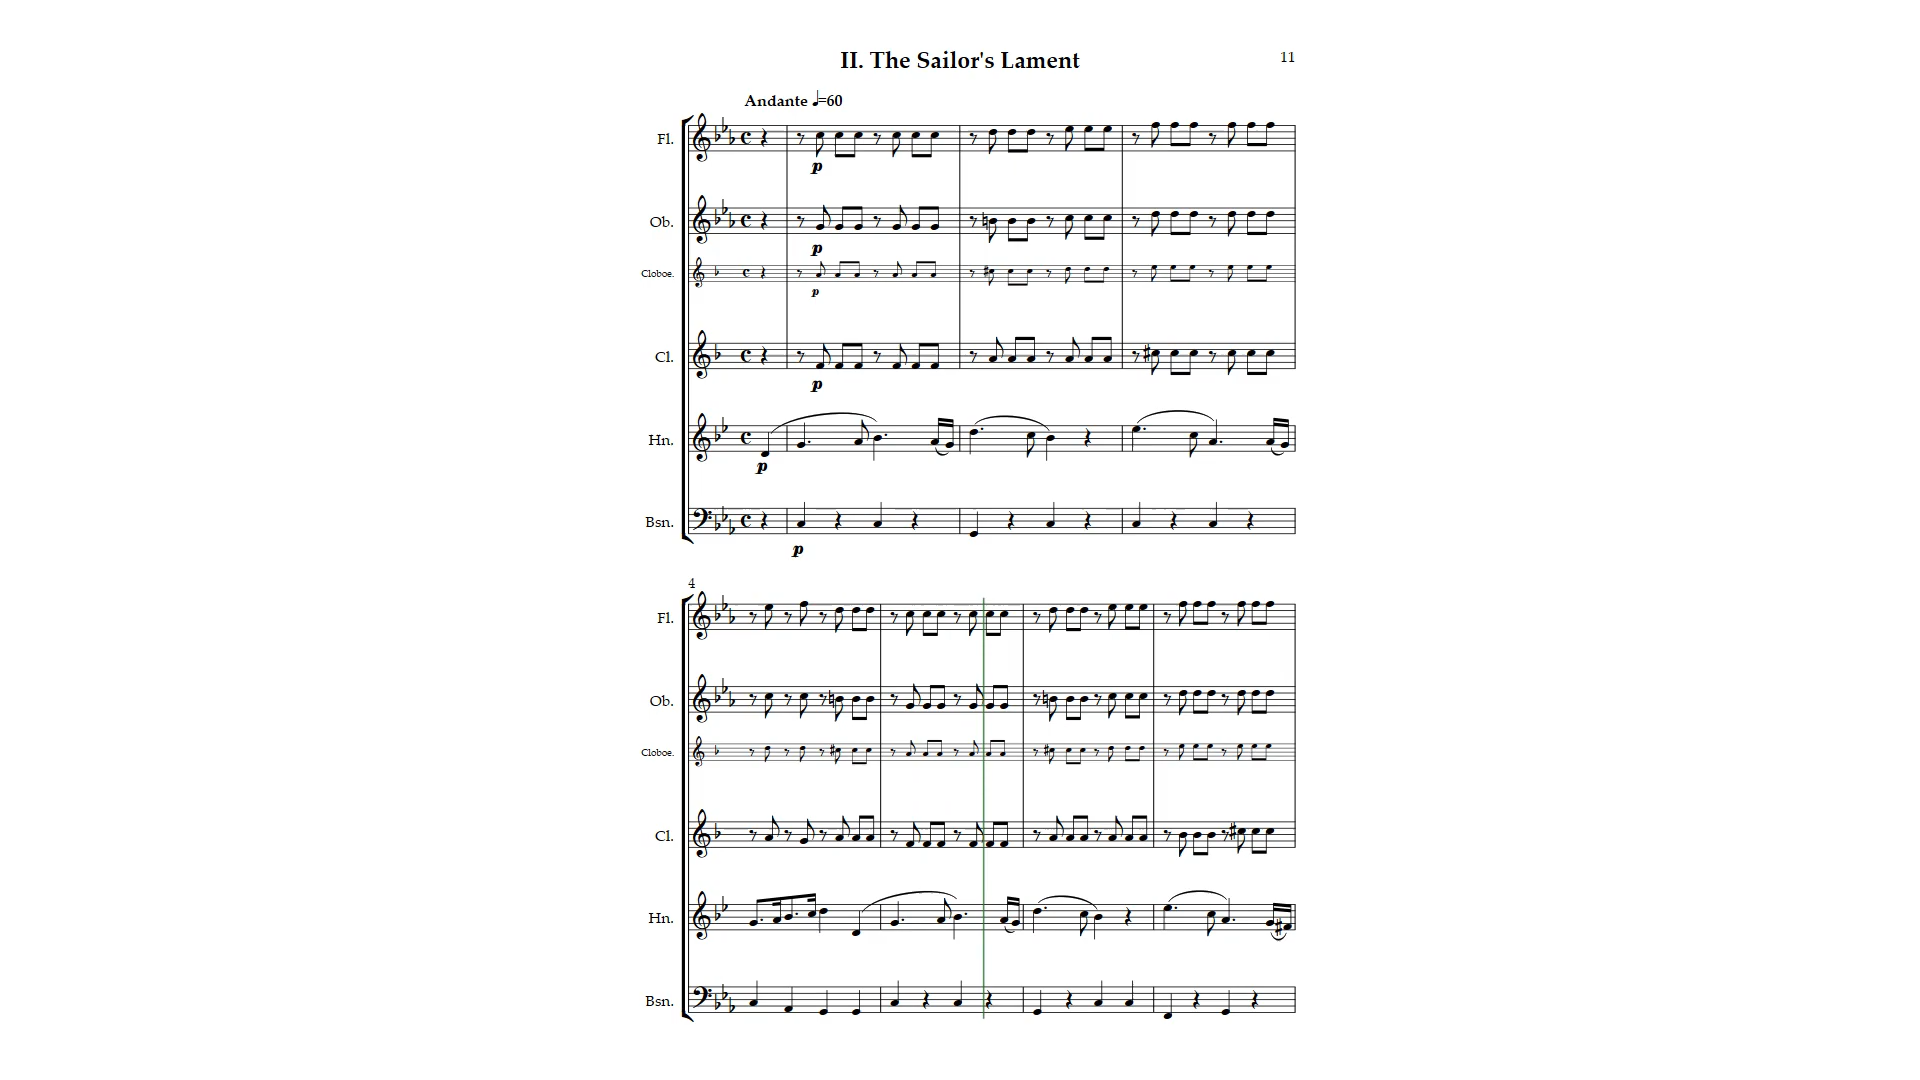 II. The Sailor's Lament
11
Andante ♩=60
Fl.
p
Ob.
p
Cloboe.
p
Cl.
p
Hn.
p
Bsn.
p
4
Fl.
Ob.
Cloboe.
Cl.
Hn.
Bsn.